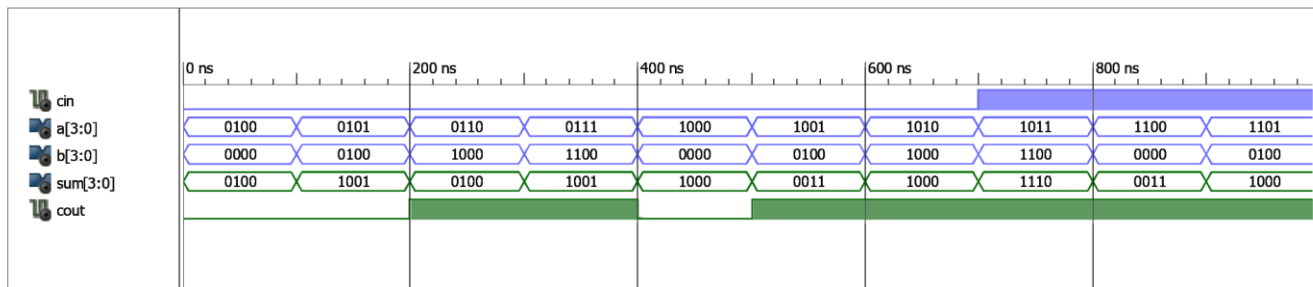 0 ns 200 ns 400 ns 600 ns 800 ns
cin
a[3:0] 0100 0101 0110 0111 1000 1001 1010 1011 1100 1101
b[3:0] 0000 0100 1000 1100 0000 0100 1000 1100 0000 0100
sum[3:0] 0100 1001 0100 1001 1000 0011 1000 1110 0011 1000
cout